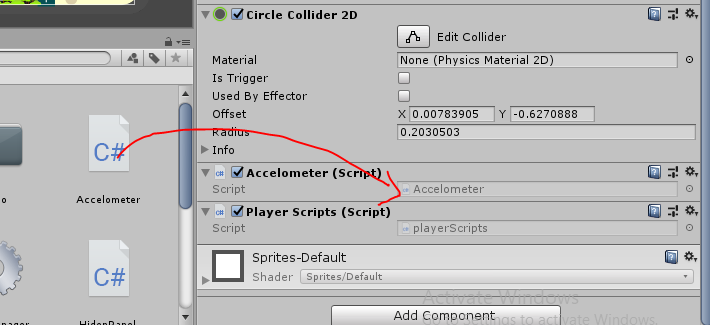 Circle Collider 2D
Edit Collider
Material None (Physics Material 2D)
Is Trigger
Used By Effector
Offset X 0.00783905 Y -0.6270888
Radius 0.2030503
Info
Accelometer (Script)
Script Accelometer
Player Scripts (Script)
Script playerScripts
Sprites-Default
Shader Sprites/Default
Add Component
Activate Windows
Go to Settings to activate Windows.
C#
Accelometer
C#
HidenPanel